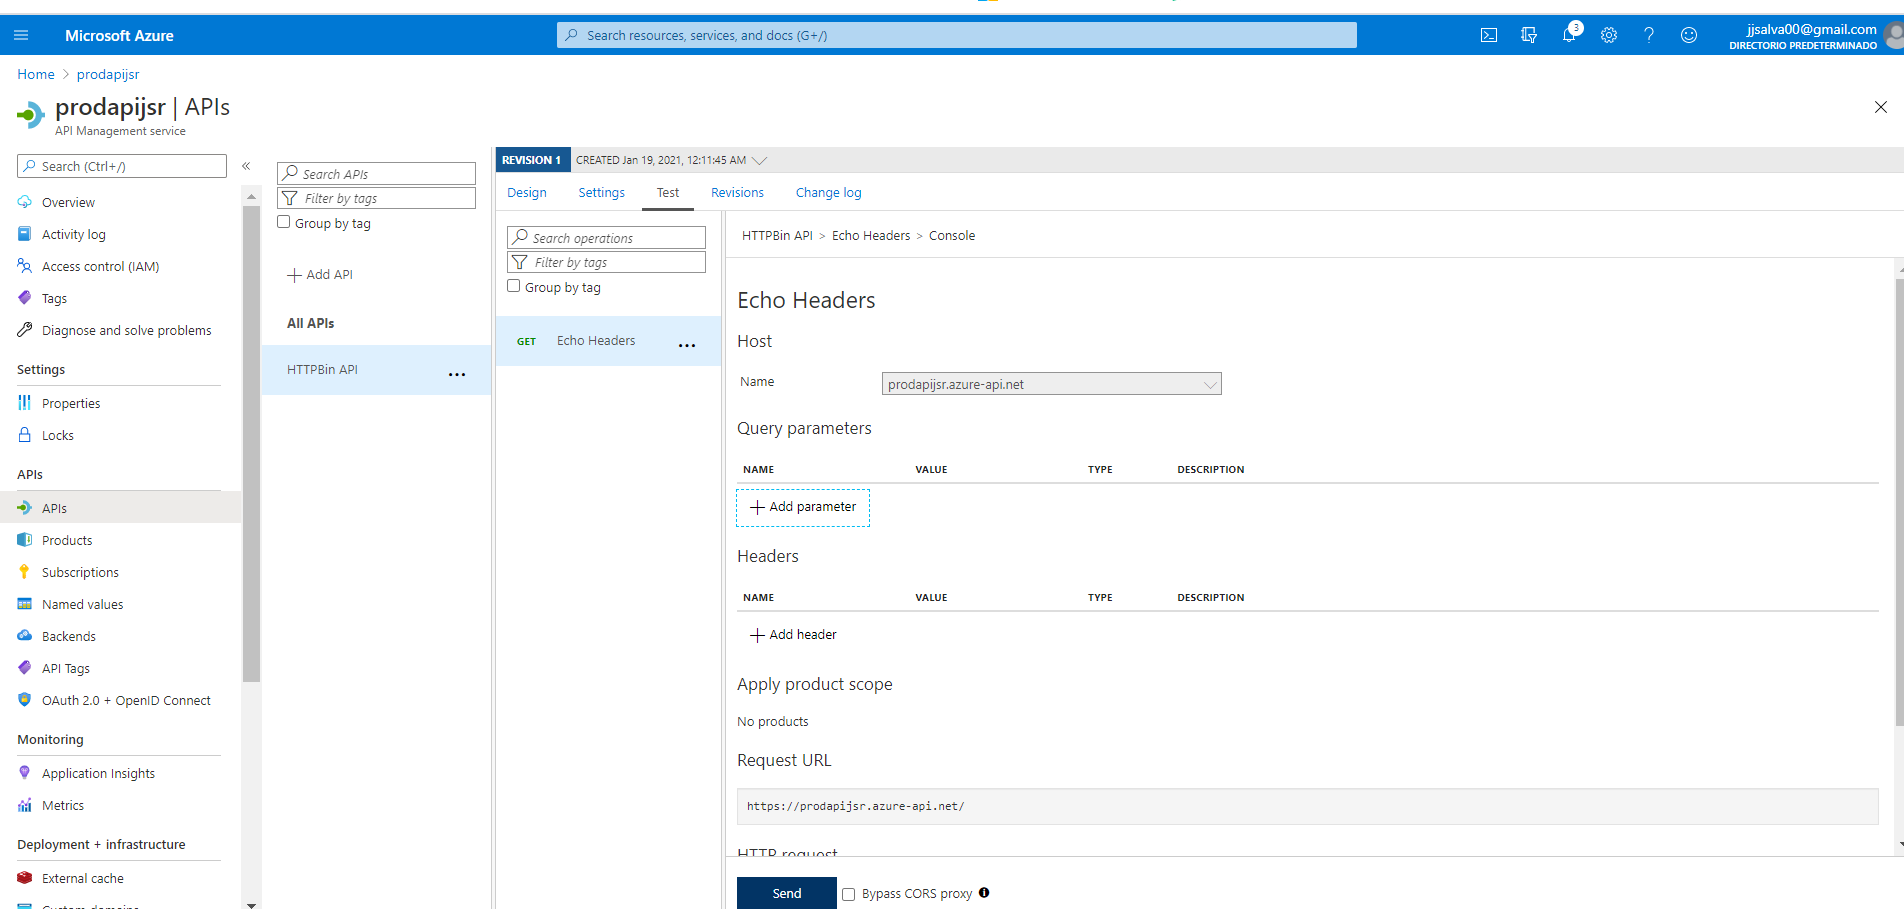 Microsoft Azure
Search resources, services, and docs (G+/)
3
jjsalva00@gmail.com
DIRECTORIO PREDETERMINADO
Home > prodapijsr
prodapijsr | APIs
API Management service
Search (Ctrl+/)
«
Overview
Activity log
Access control (IAM)
Tags
Diagnose and solve problems
Settings
Properties
Locks
APIs
APIs
Products
Subscriptions
Named values
Backends
API Tags
OAuth 2.0 + OpenID Connect
Monitoring
Application Insights
Metrics
Deployment + infrastructure
External cache
Custom domains
Search APIs
Filter by tags
Group by tag
+ Add API
All APIs
HTTPBin API ...
REVISION 1 CREATED Jan 19, 2021, 12:11:45 AM
Design Settings Test Revisions Change log
Search operations
Filter by tags
Group by tag
GET Echo Headers ...
HTTPBin API > Echo Headers > Console
Echo Headers
Host
Name prodapijsr.azure-api.net
Query parameters
NAME VALUE TYPE DESCRIPTION
+ Add parameter
Headers
NAME VALUE TYPE DESCRIPTION
+ Add header
Apply product scope
No products
Request URL
https://prodapijsr.azure-api.net/
HTTP request
Send Bypass CORS proxy